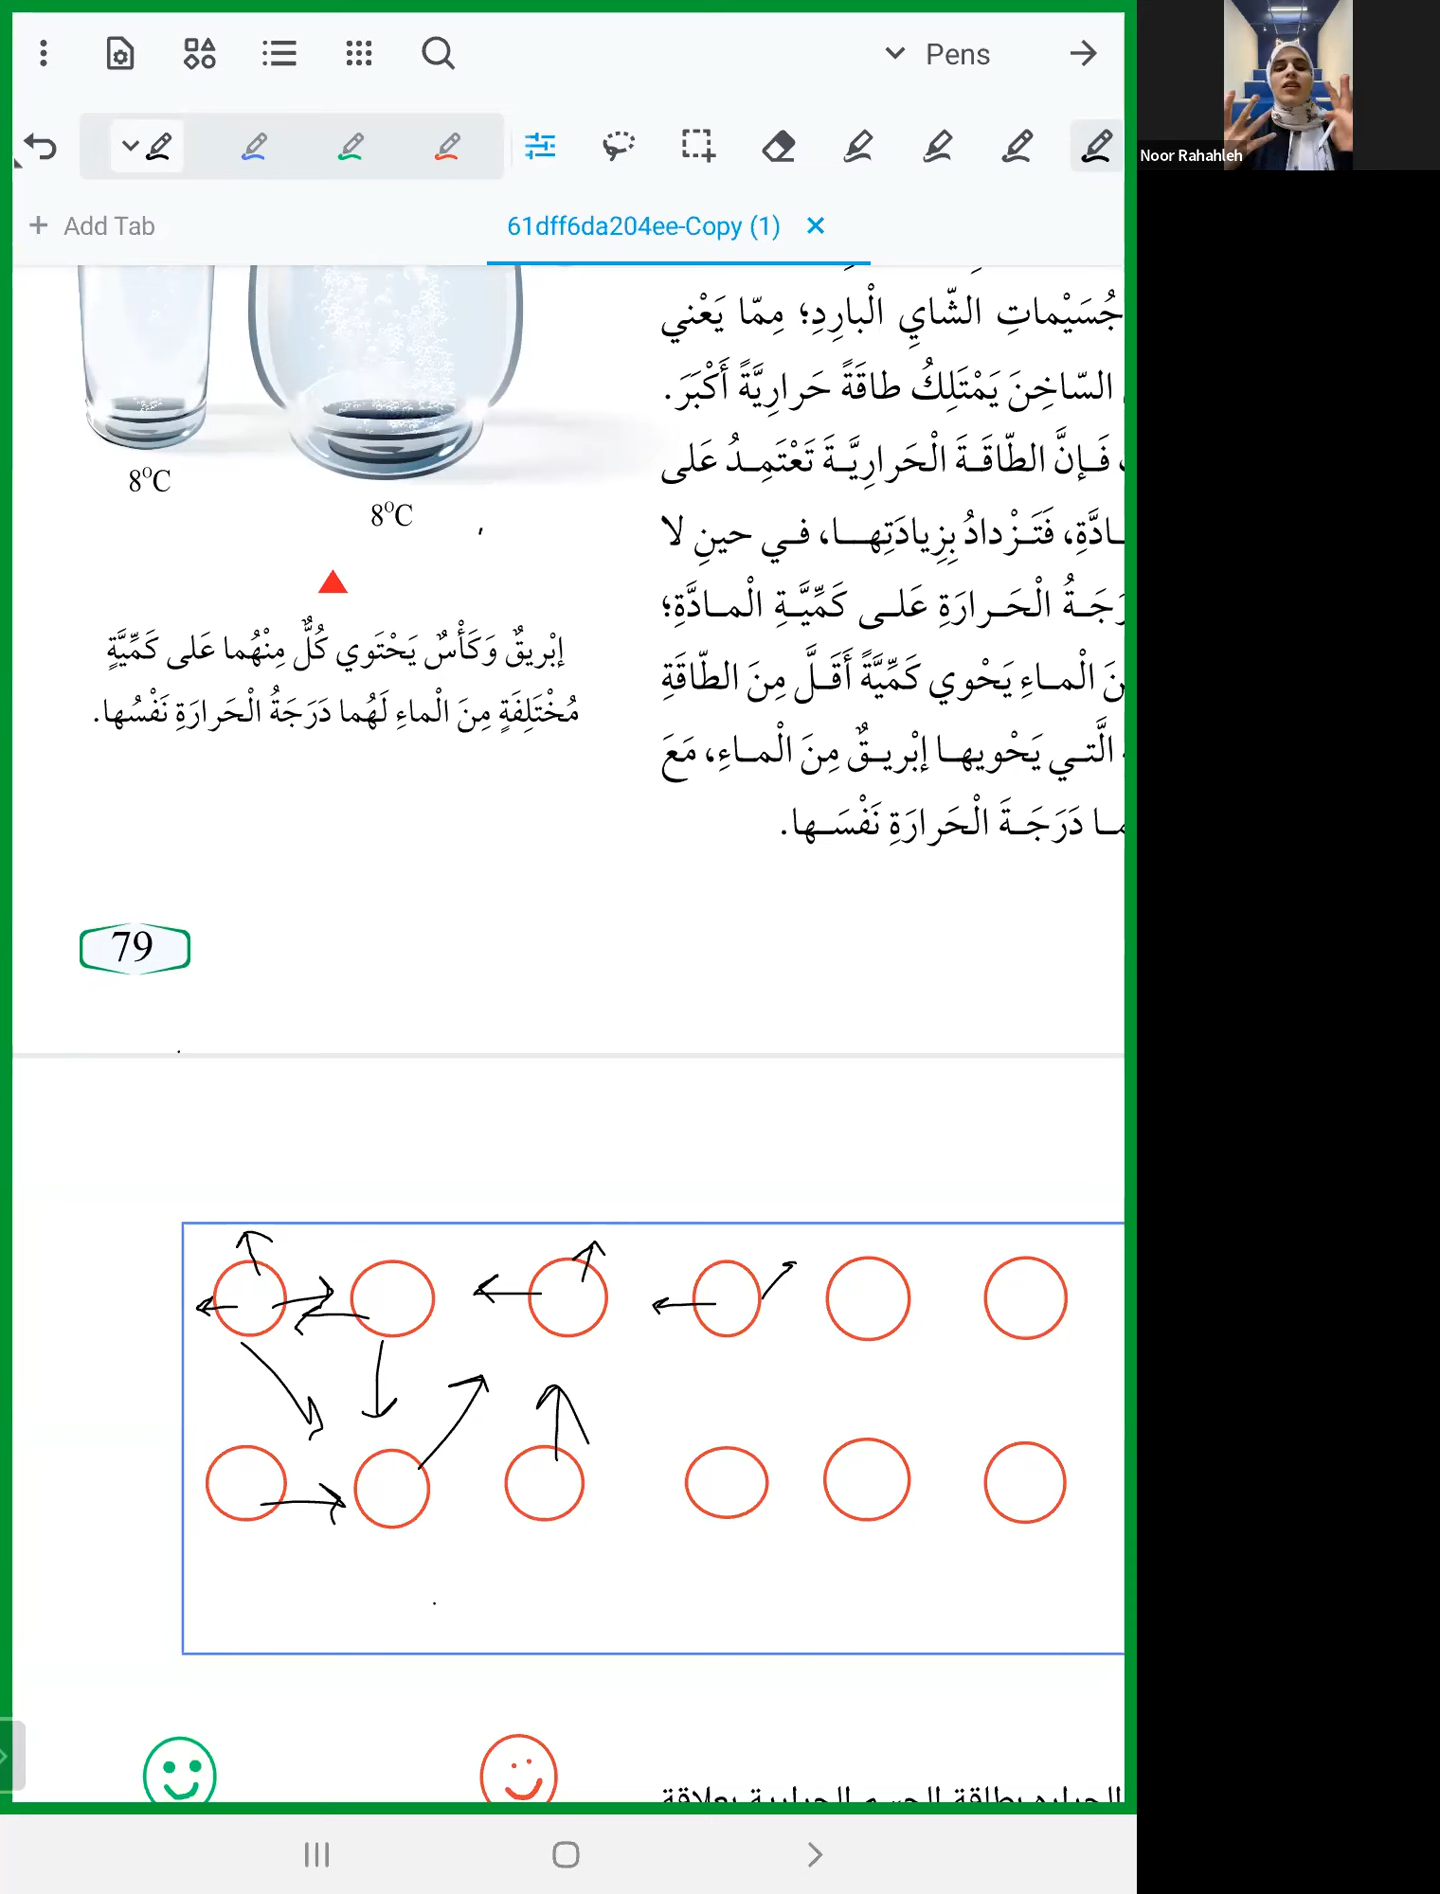 Pens
Noor Rahahleh
Add Tab
61dff6da204ee-Copy (1)
جُسَيْماتِ الشّايِ الْبارِدِ؛ مِمّا يَعْني
السّاخِنَ يَمْتَلِكُ طاقَةً حَرارِيَّةً أَكْبَرَ.
فَإِنَّ الطّاقَةَ الْحَرارِيَّةَ تَعْتَمِدُ عَلى
فَتَزْدادُ بِزِيادَتِها، في حينِ لا
الْحَرارَةِ عَلى كَمِّيَّةِ الْمادَّةِ؛
الْماءِ يَحْوي كَمِّيَّةً أَقَلَّ مِنَ الطّاقَةِ
الَّتي يَحْويها إِبْريقٌ مِنَ الْماءِ، مَعَ
دَرَجَةَ الْحَرارَةِ نَفْسَها.
8°C
8°C
إِبْريقٌ وَكَأْسٌ يَحْتَوي كُلٌّ مِنْهُما عَلى كَمِّيَّةٍ
مُخْتَلِفَةٍ مِنَ الْماءِ لَهُما دَرَجَةُ الْحَرارَةِ نَفْسُها.
79